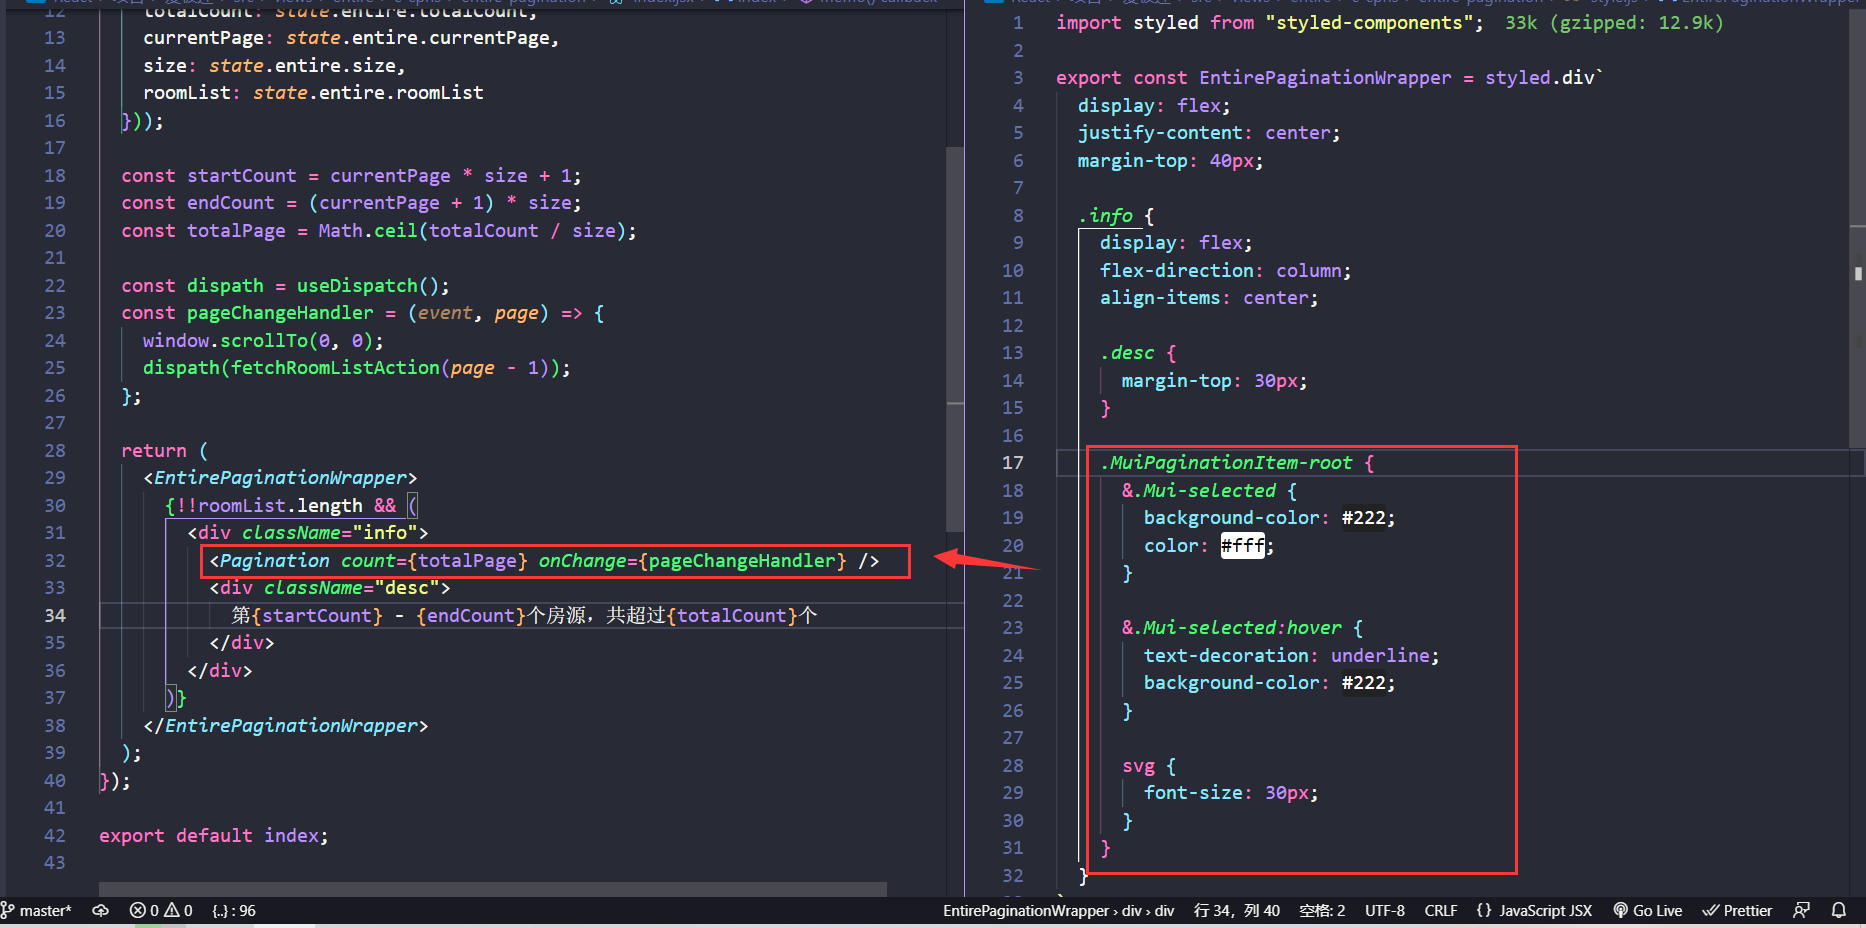 12 totalCount: state.entire.totalCount,
13 currentPage: state.entire.currentPage,
14 size: state.entire.size,
15 roomList: state.entire.roomList
16 }));
17
18 const startCount = currentPage * size + 1;
19 const endCount = (currentPage + 1) * size;
20 const totalPage = Math.ceil(totalCount / size);
21
22 const dispath = useDispatch();
23 const pageChangeHandler = (event, page) => {
24 window.scrollTo(0, 0);
25 dispath(fetchRoomListAction(page - 1));
26 };
27
28 return (
29 <EntirePaginationWrapper>
30 {!!roomList.length && (
31 <div className="info">
32 <Pagination count={totalPage} onChange={pageChangeHandler} />
33 <div className="desc">
34 第{startCount} - {endCount}个房源，共超过{totalCount}个
35 </div>
36 </div>
37 )}
38 </EntirePaginationWrapper>
39 );
40 });
41
42 export default index;
43
1 import styled from "styled-components"; 33k (gzipped: 12.9k)
2
3 export const EntirePaginationWrapper = styled.div`
4 display: flex;
5 justify-content: center;
6 margin-top: 40px;
7
8 .info {
9 display: flex;
10 flex-direction: column;
11 align-items: center;
12
13 .desc {
14 margin-top: 30px;
15 }
16
17 .MuiPaginationItem-root {
18 &.Mui-selected {
19 background-color: #222;
20 color: #fff;
21 }
22
23 &.Mui-selected:hover {
24 text-decoration: underline;
25 background-color: #222;
26 }
27
28 svg {
29 font-size: 30px;
30 }
31 }
32 }
master* 0 0 {..} : 96 EntirePaginationWrapper › div › div 行 34，列 40 空格: 2 UTF-8 CRLF {} JavaScript JSX Go Live Prettier